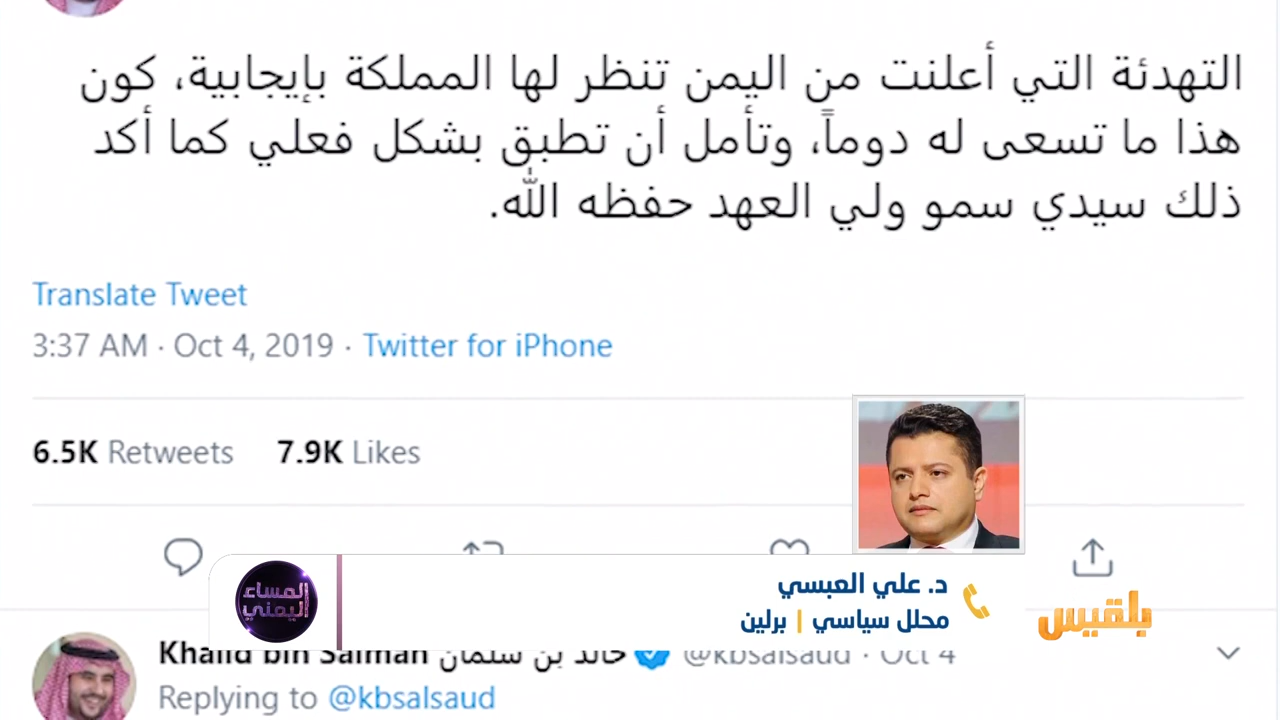 التهدئة التي أعلنت من اليمن تنظر لها المملكة بإيجابية، كون
هذا ما تسعى له دوماً، وتأمل أن تطبق بشكل فعلي كما أكد
ذلك سيدي سمو ولي العهد حفظه الله.
Translate Tweet
3:37 AM · Oct 4, 2019 · Twitter for iPhone
6.5K Retweets 7.9K Likes
د. علي العبسي
محلل سياسي | برلين
المساء
اليمني
بلقيس
Khalid bin Salman خالد بن سلمان @kbsalsaud · Oct 4
Replying to @kbsalsaud